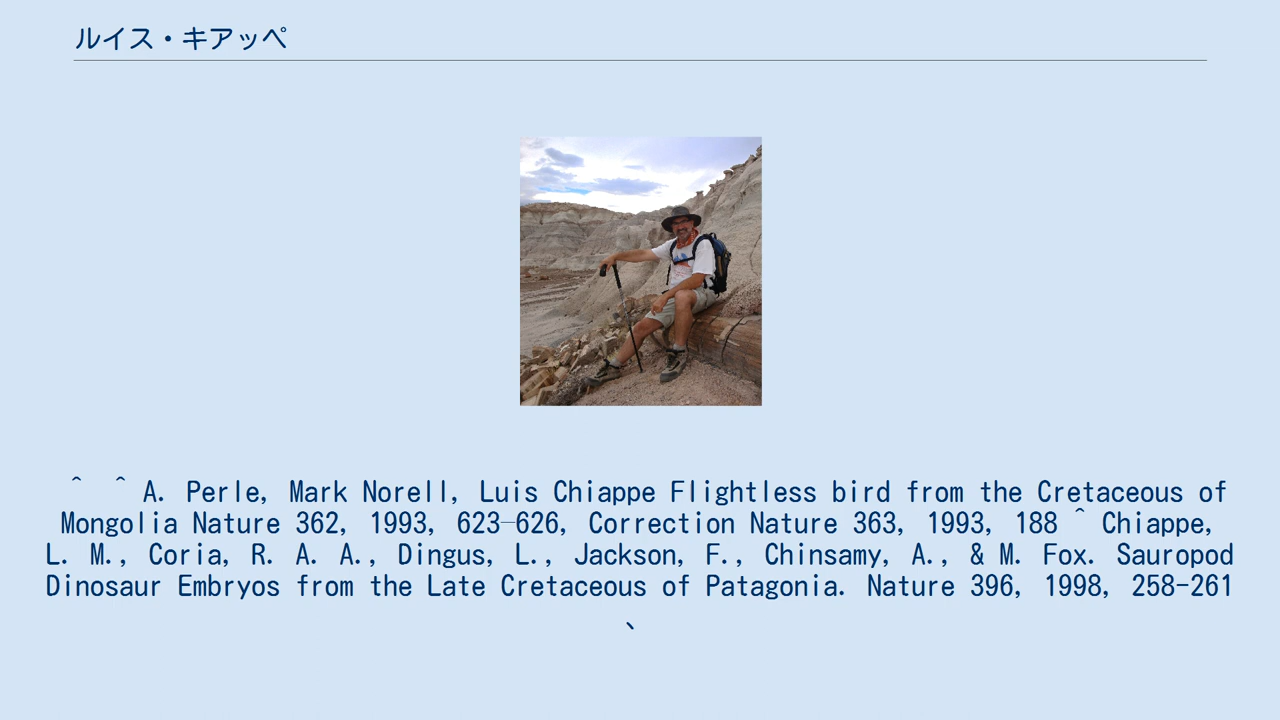 ルイス・キアッペ
^ ^ A. Perle, Mark Norell, Luis Chiappe Flightless bird from the Cretaceous of
Mongolia Nature 362, 1993, 623–626, Correction Nature 363, 1993, 188 ^ Chiappe,
L. M., Coria, R. A. A., Dingus, L., Jackson, F., Chinsamy, A., & M. Fox. Sauropod
Dinosaur Embryos from the Late Cretaceous of Patagonia. Nature 396, 1998, 258-261
、